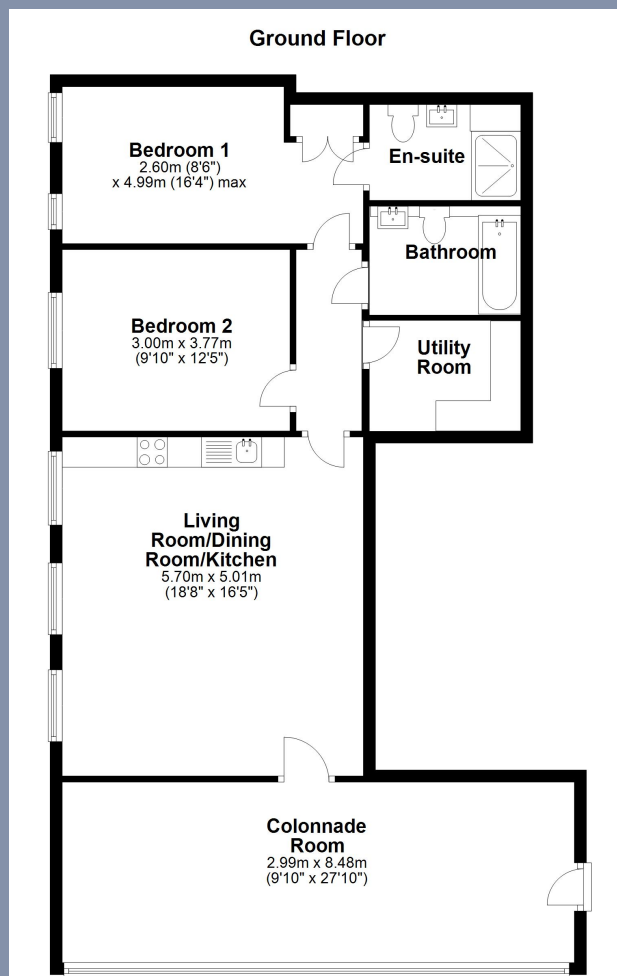 Ground Floor
Bedroom 1
2.60m (8'6")
x 4.99m (16'4") max
En-suite
Bathroom
Bedroom 2
3.00m x 3.77m
(9'10" x 12'5")
Utility
Room
Living
Room/Dining
Room/Kitchen
5.70m x 5.01m
(18'8" x 16'5")
Colonnade
Room
2.99m x 8.48m
(9'10" x 27'10")